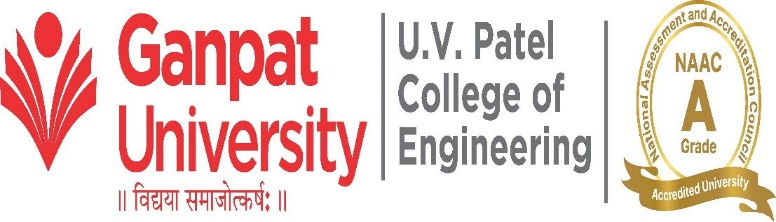 Ganpat
University
॥ विद्यया समाजोत्कर्षः ॥
U.V. Patel
College of
Engineering
National Assessment and Accreditation Council
NAAC
A
Grade
Accredited University